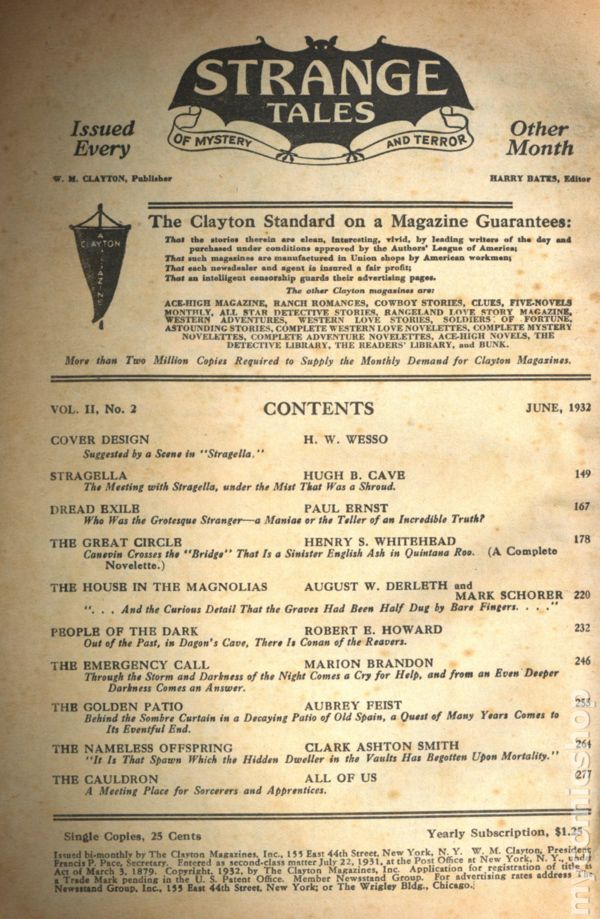 STRANGE
TALES
OF MYSTERY AND TERROR
Issued Every
Other Month
W. M. CLAYTON, Publisher
HARRY BATES, Editor
A
CLAYTON
MAGAZINE
The Clayton Standard on a Magazine Guarantees:
That the stories therein are clean, interesting, vivid, by leading writers of the day and
purchased under conditions approved by the Authors' League of America;
That such magazines are manufactured in Union shops by American workmen;
That each newsdealer and agent is insured a fair profit;
That an intelligent censorship guards their advertising pages.
The other Clayton magazines are:
ACE-HIGH MAGAZINE, RANCH ROMANCES, COWBOY STORIES, CLUES, FIVE-NOVELS
MONTHLY, ALL STAR DETECTIVE STORIES, RANGELAND LOVE STORY MAGAZINE,
WESTERN ADVENTURES, WESTERN LOVE STORIES, SOLDIERS OF FORTUNE,
ASTOUNDING STORIES, COMPLETE WESTERN LOVE NOVELETTES, COMPLETE MYSTERY
NOVELETTES, COMPLETE ADVENTURE NOVELETTES, ACE-HIGH NOVELS, THE
DETECTIVE LIBRARY, THE READERS' LIBRARY, and BUNK.
More than Two Million Copies Required to Supply the Monthly Demand for Clayton Magazines.
VOL. II, No. 2 CONTENTS JUNE, 1932
COVER DESIGN H. W. WESSO
Suggested by a Scene in "Stragella."
STRAGELLA HUGH B. CAVE 149
The Meeting with Stragella, under the Mist That Was a Shroud.
DREAD EXILE PAUL ERNST 167
Who Was the Grotesque Stranger—a Maniac or the Teller of an Incredible Truth?
THE GREAT CIRCLE HENRY S. WHITEHEAD 178
Canevin Crosses the "Bridge" That Is a Sinister English Ash in Quintana Roo. (A Complete
Novelette.)
THE HOUSE IN THE MAGNOLIAS AUGUST W. DERLETH and
MARK SCHORER 220
". . . And the Curious Detail That the Graves Had Been Half Dug by Bare Fingers. . . ."
PEOPLE OF THE DARK ROBERT E. HOWARD 232
Out of the Past, in Dagon's Cave, There Is Conan of the Reavers.
THE EMERGENCY CALL MARION BRANDON 246
Through the Storm and Darkness of the Night Comes a Cry for Help, and from an Even Deeper
Darkness Comes an Answer.
THE GOLDEN PATIO AUBREY FEIST 255
Behind the Sombre Curtain in a Decaying Patio of Old Spain, a Quest of Many Years Comes to
Its Eventful End.
THE NAMELESS OFFSPRING CLARK ASHTON SMITH 264
"It Is That Spawn Which the Hidden Dweller in the Vaults Has Begotten Upon Mortality."
THE CAULDRON ALL OF US 277
A Meeting Place for Sorcerers and Apprentices.
Single Copies, 25 Cents Yearly Subscription, $1.25
Issued bi-monthly by The Clayton Magazines, Inc., 155 East 44th Street, New York, N. Y. W. M. Clayton, President;
Francis P. Pace, Secretary. Entered as second-class matter July 22, 1931, at the Post Office at New York, N. Y., under
Act of March 3, 1879. Copyright, 1932, by The Clayton Magazines, Inc. Application for registration of title as
a Trade Mark pending in the U. S. Patent Office. Member Newsstand Group. For advertising rates address The
Newsstand Group, Inc., 155 East 44th Street, New York; or The Wrigley Bldg., Chicago.
mycomicshop